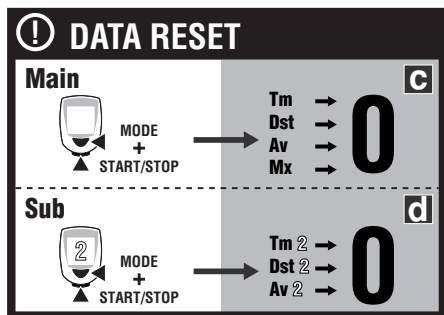 ! DATA RESET
Main
c
MODE
+
START/STOP
Tm → 0
Dst →
Av →
Mx →
Sub
d
2
MODE
+
START/STOP
Tm 2 → 0
Dst 2 →
Av 2 →